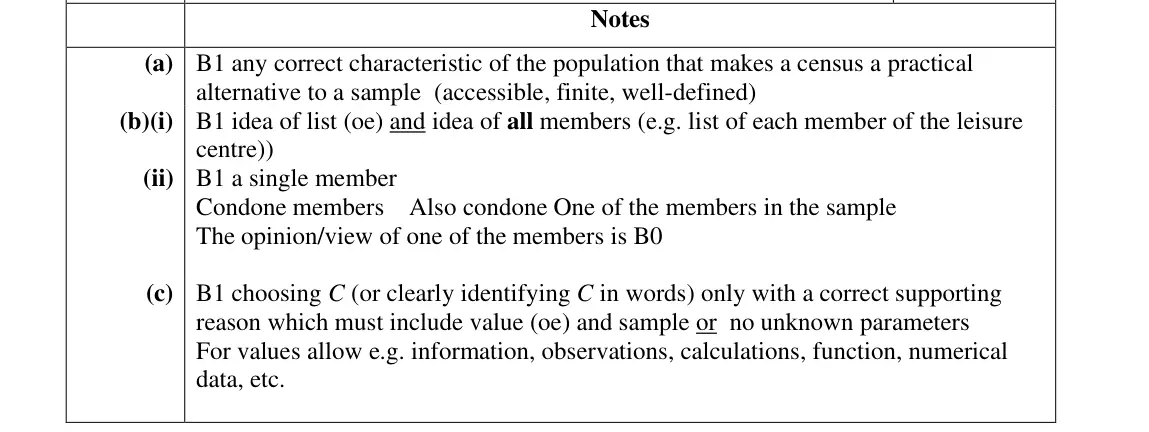 Notes
(a) B1 any correct characteristic of the population that makes a census a practical
alternative to a sample (accessible, finite, well-defined)
(b)(i) B1 idea of list (oe) and idea of all members (e.g. list of each member of the leisure
centre))
(ii) B1 a single member
Condone members Also condone One of the members in the sample
The opinion/view of one of the members is B0
(c) B1 choosing C (or clearly identifying C in words) only with a correct supporting
reason which must include value (oe) and sample or no unknown parameters
For values allow e.g. information, observations, calculations, function, numerical
data, etc.